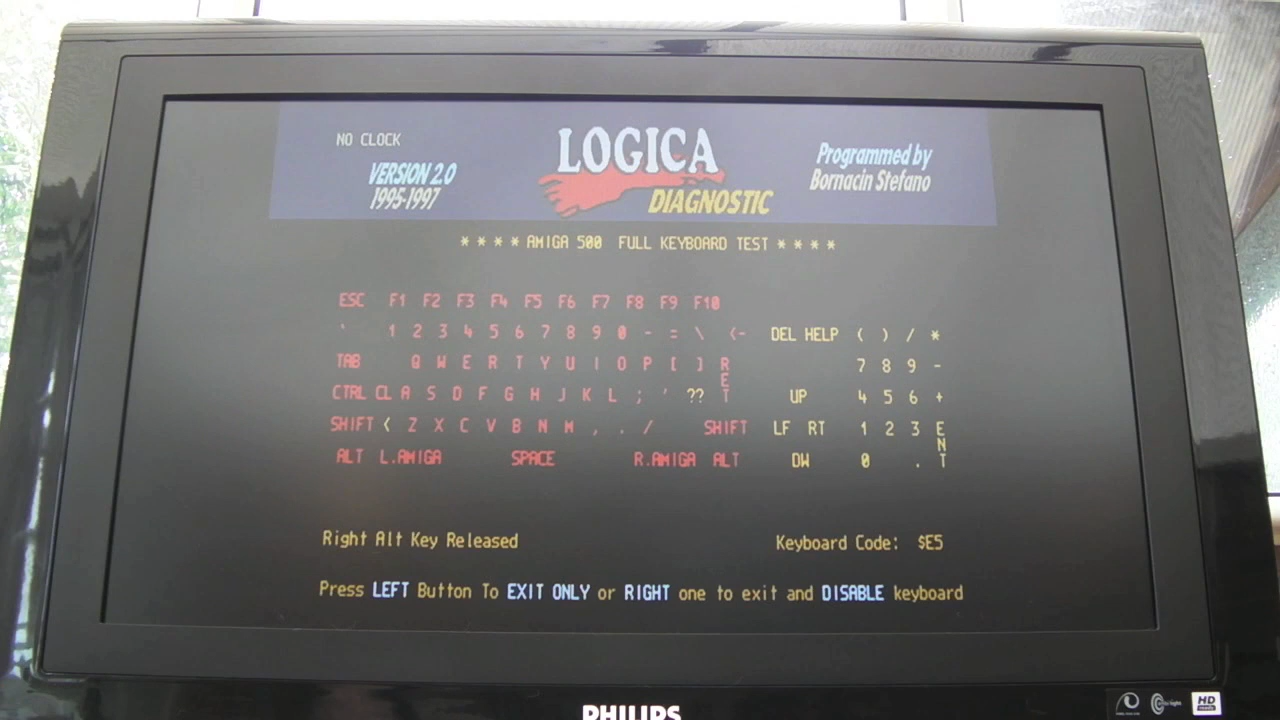 NO CLOCK
VERSION 2.0
1995-1997
LOGICA
DIAGNOSTIC
Programmed by
Bornacin Stefano
* * * * AMIGA 500 FULL KEYBOARD TEST * * * *
ESC F1 F2 F3 F4 F5 F6 F7 F8 F9 F10
` 1 2 3 4 5 6 7 8 9 0 - = \ <- DEL HELP ( ) / *
TAB Q W E R T Y U I O P [ ] RET 7 8 9 -
CTRL CL A S D F G H J K L ; ' ?? UP 4 5 6 +
SHIFT < Z X C V B N M , . / SHIFT LF RT 1 2 3 ENT
ALT L.AMIGA SPACE R.AMIGA ALT DW 0 .
Right Alt Key Released Keyboard Code: $E5
Press LEFT Button To EXIT ONLY or RIGHT one to exit and DISABLE keyboard
PHILIPS
HD
ready